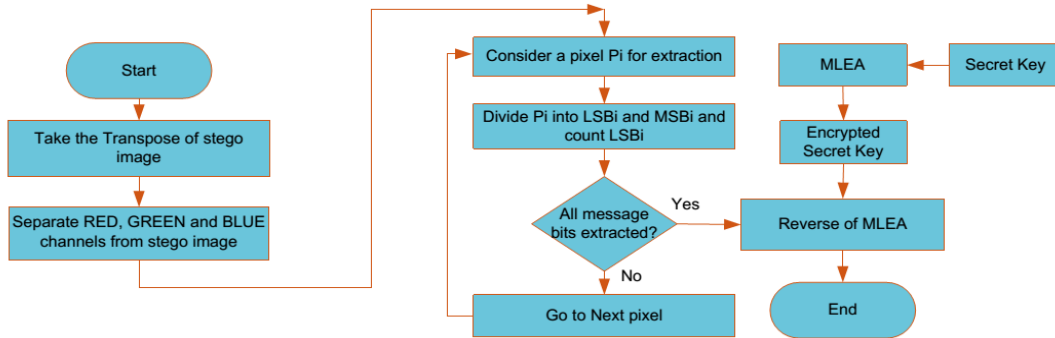 Start
Take the Transpose of stego
image
Separate RED, GREEN and BLUE
channels from stego image
Consider a pixel Pi for extraction
Divide Pi into LSBi and MSBi and
count LSBi
All message
bits extracted?
Yes
No
Go to Next pixel
MLEA
Secret Key
Encrypted
Secret Key
Reverse of MLEA
End